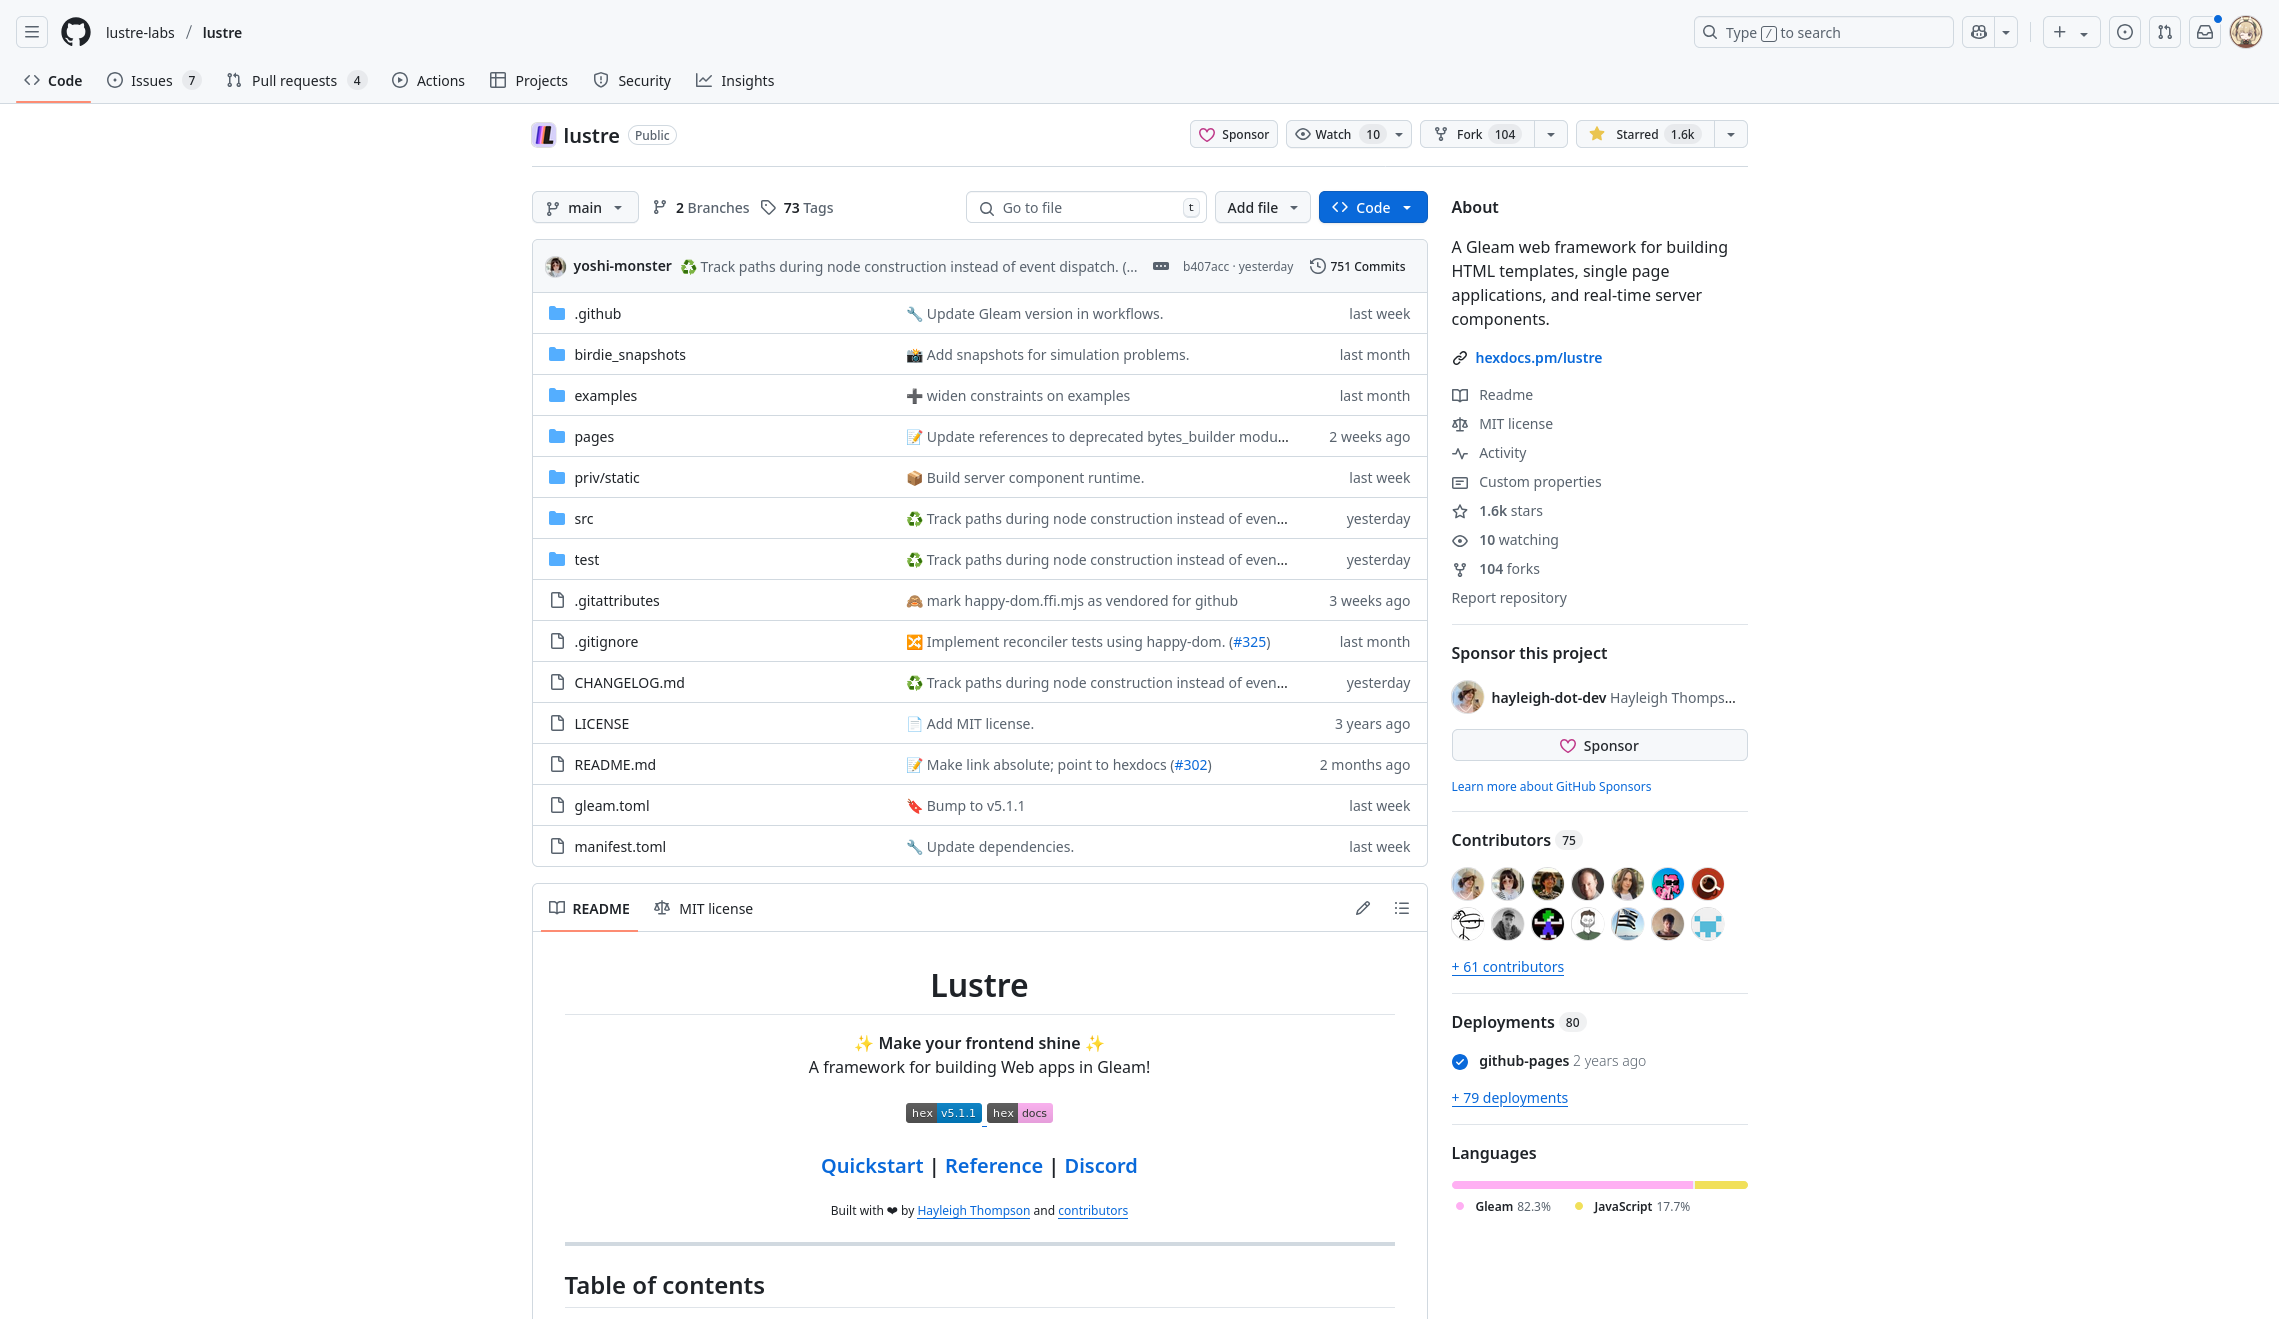 lustre-labs / lustre
Type / to search
Code
Issues 7
Pull requests 4
Actions
Projects
Security
Insights
lustre Public
Sponsor
Watch 10
Fork 104
Starred 1.6k
main
2 Branches
73 Tags
Go to file t
Add file
Code
yoshi-monster ♻️ Track paths during node construction instead of event dispatch. (... b407acc · yesterday 751 Commits
.github 🔧 Update Gleam version in workflows. last week
birdie_snapshots 📸 Add snapshots for simulation problems. last month
examples ➕ widen constraints on examples last month
pages 📝 Update references to deprecated bytes_builder modu... 2 weeks ago
priv/static 📦 Build server component runtime. last week
src ♻️ Track paths during node construction instead of even... yesterday
test ♻️ Track paths during node construction instead of even... yesterday
.gitattributes 🙈 mark happy-dom.ffi.mjs as vendored for github 3 weeks ago
.gitignore 🔀 Implement reconciler tests using happy-dom. (#325) last month
CHANGELOG.md ♻️ Track paths during node construction instead of even... yesterday
LICENSE 📄 Add MIT license. 3 years ago
README.md 📝 Make link absolute; point to hexdocs (#302) 2 months ago
gleam.toml 🔖 Bump to v5.1.1 last week
manifest.toml 🔧 Update dependencies. last week
README
MIT license
Lustre
✨ Make your frontend shine ✨
A framework for building Web apps in Gleam!
hex v5.1.1 hex docs
Quickstart | Reference | Discord
Built with ❤ by Hayleigh Thompson and contributors
Table of contents
About
A Gleam web framework for building
HTML templates, single page
applications, and real-time server
components.
hexdocs.pm/lustre
Readme
MIT license
Activity
Custom properties
1.6k stars
10 watching
104 forks
Report repository
Sponsor this project
hayleigh-dot-dev Hayleigh Thomps...
Sponsor
Learn more about GitHub Sponsors
Contributors 75
+ 61 contributors
Deployments 80
github-pages 2 years ago
+ 79 deployments
Languages
Gleam 82.3% JavaScript 17.7%